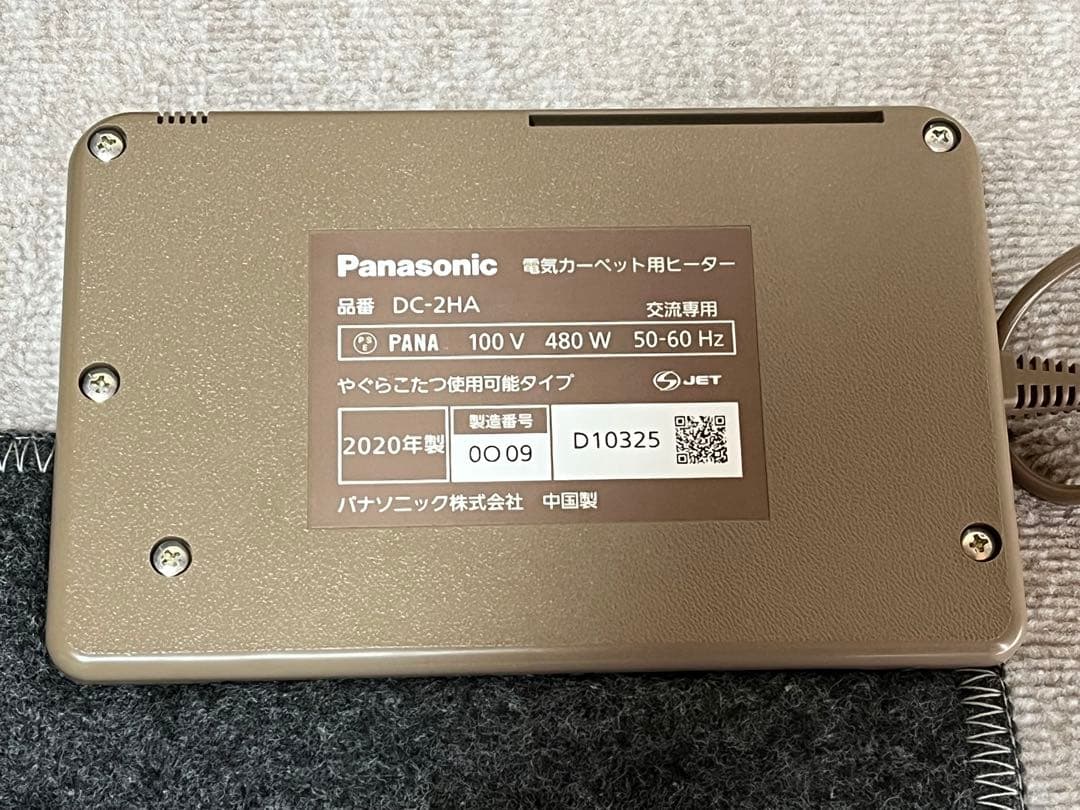 Panasonic 電気カーペット用ヒーター
品番 DC-2HA 交流専用
PSE PANA 100 V 480 W 50-60 Hz
やぐらこたつ使用可能タイプ SJET
2020年製 製造番号 0O 09 D10325
パナソニック株式会社 中国製